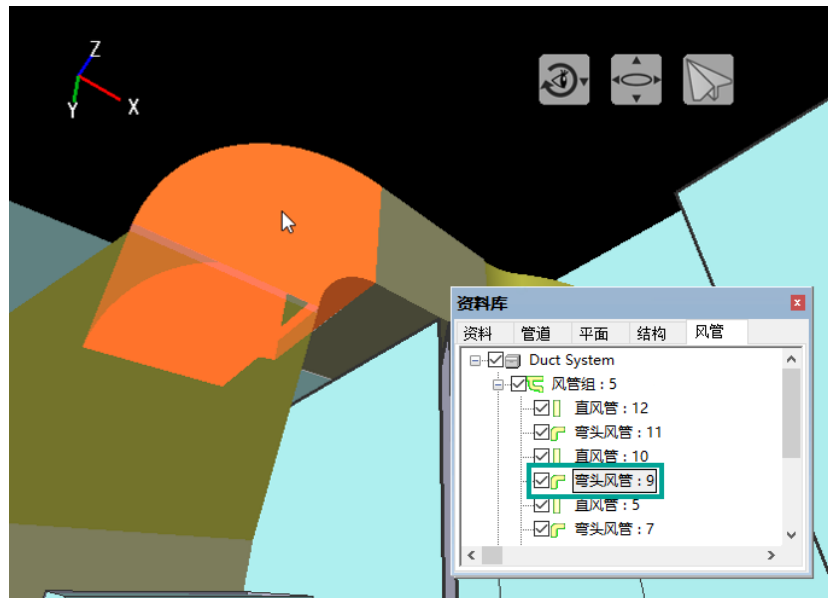 Z
Y
X
资料库
资料 管道 平面 结构 风管
Duct System
风管组 : 5
直风管 : 12
弯头风管 : 11
直风管 : 10
弯头风管 : 9
直风管 : 5
弯头风管 : 7